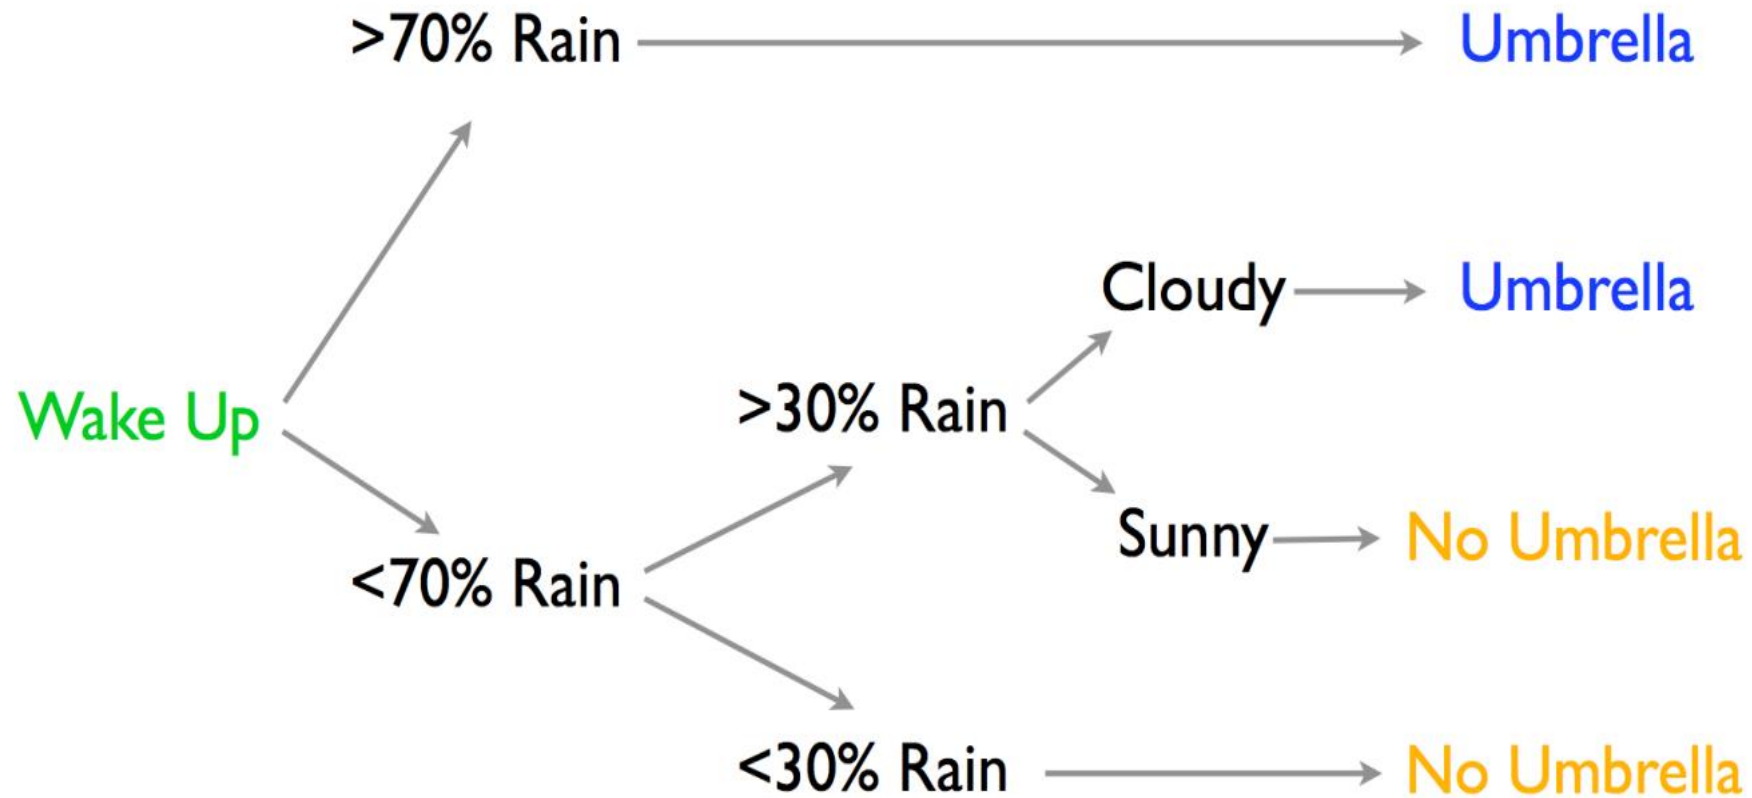 >70% Rain
Umbrella
Cloudy
Umbrella
Wake Up
>30% Rain
Sunny
No Umbrella
<70% Rain
<30% Rain
No Umbrella